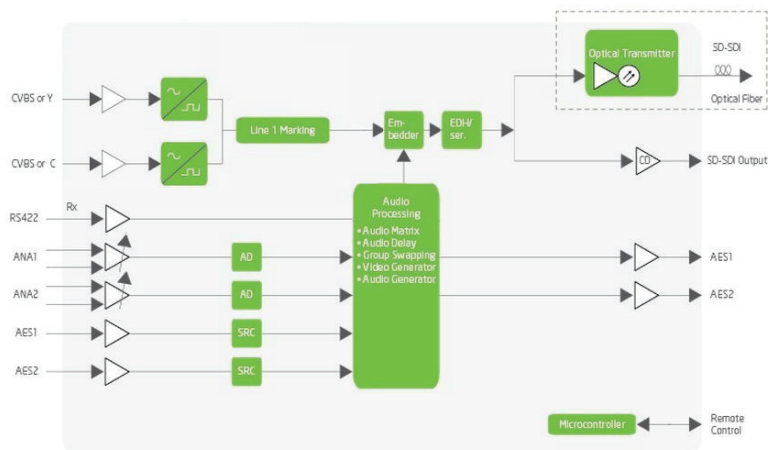 Optical Transmitter
SD-SDI
Optical Fiber
CVBS or Y
Line 1 Marking
Em-
bedder
EDH/
ser.
CVBS or C
CD
SD-SDI Output
RS422
Rx
Audio
Processing
• Audio Matrix
• Audio Delay
• Group Swapping
• Video Generator
• Audio Generator
ANA1
AD
AES1
ANA2
AD
AES2
AES1
SRC
AES2
SRC
Microcontroller
Remote
Control